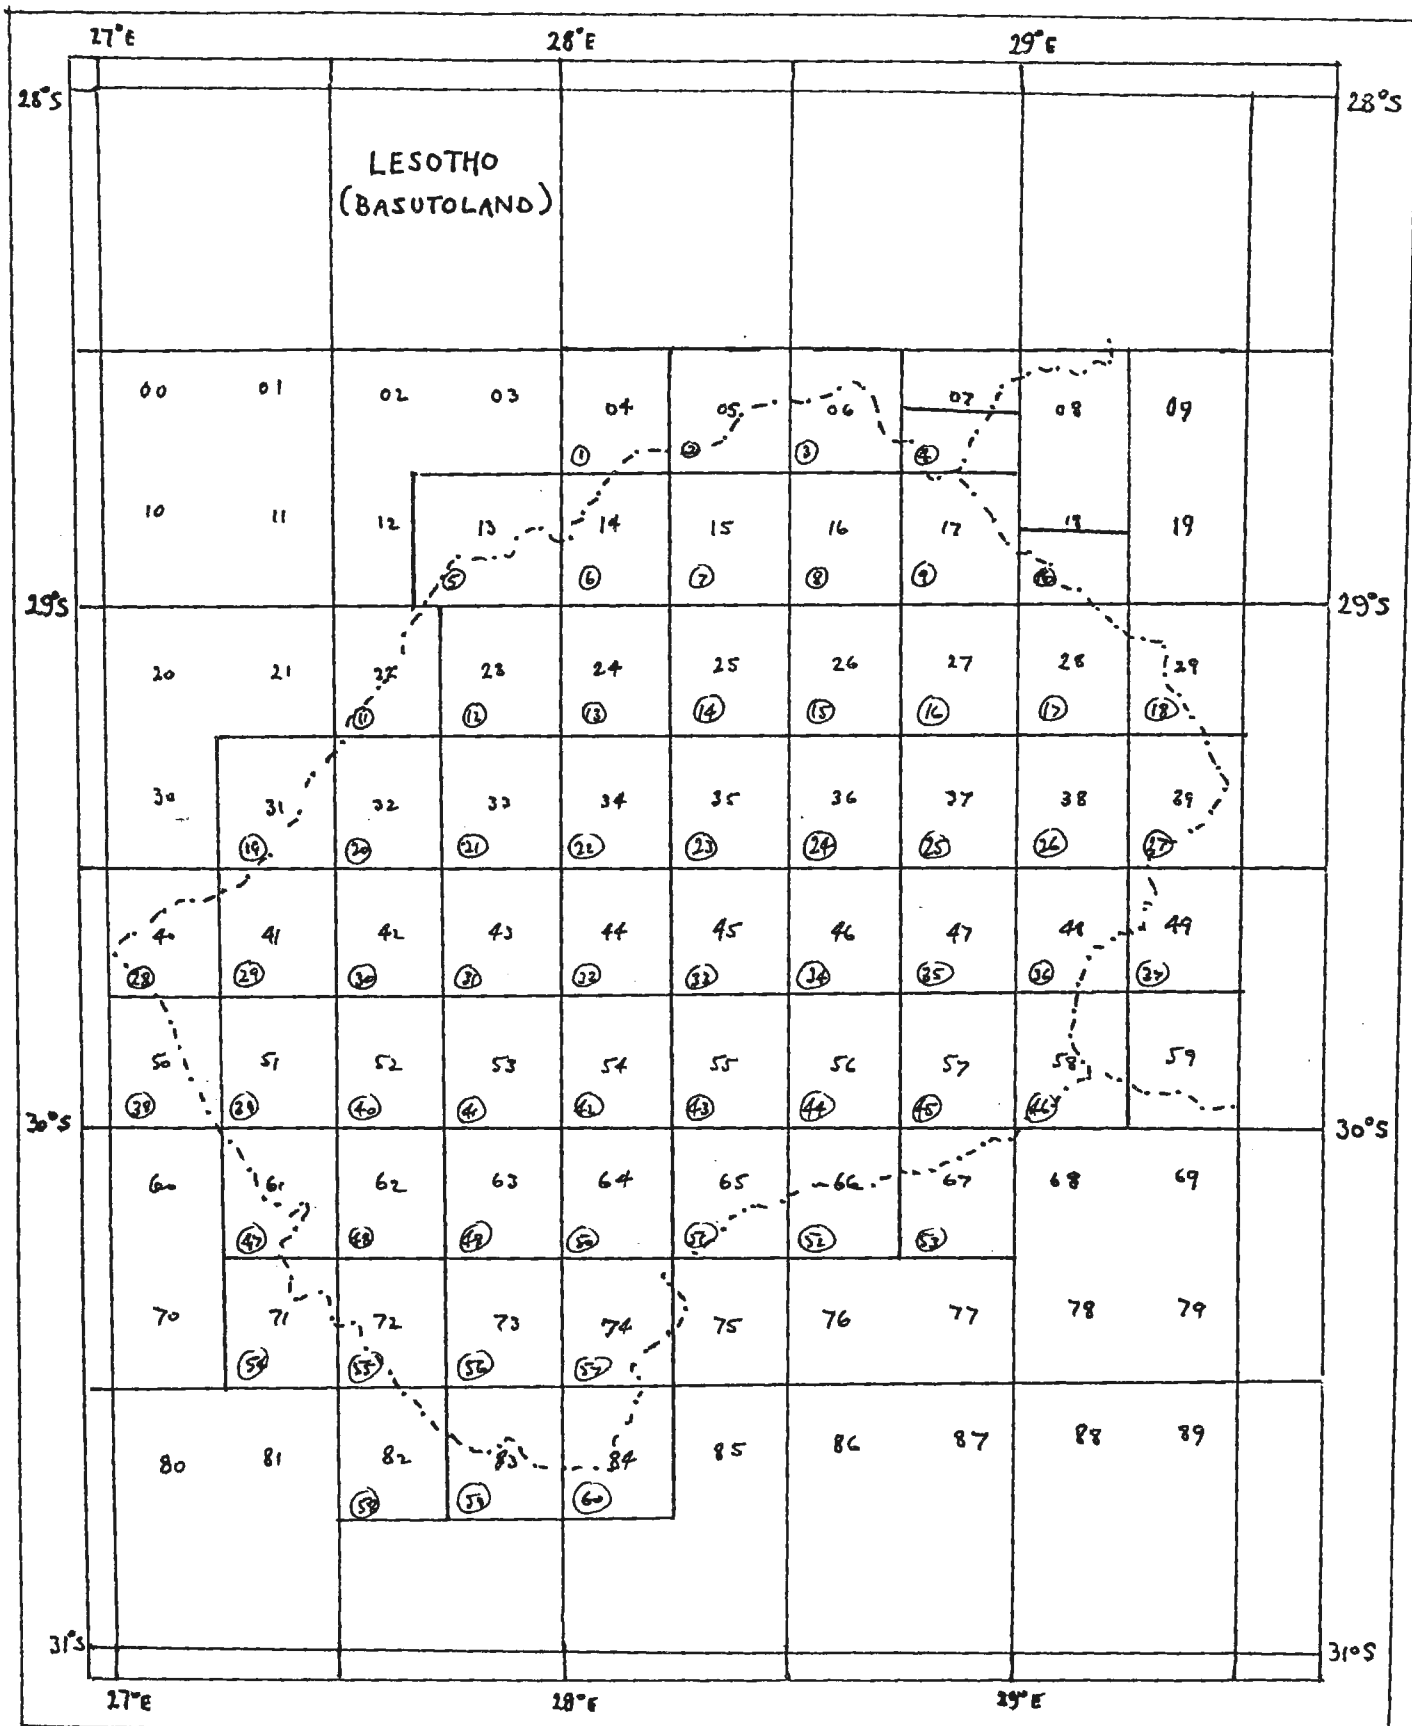 27°E 28°E 29°E
28°S 28°S
LESOTHO
(BASUTOLAND)
00 01 02 03 04 05 06 07 08 09
① ② ③ ④
10 11 12 13 14 15 16 17 18 19
⑤ ⑥ ⑦ ⑧ ⑨ ⑩
29°S 29°S
20 21 22 23 24 25 26 27 28 29
⑪ ⑫ ⑬ ⑭ ⑮ ⑯ ⑰ ⑱
30 31 32 33 34 35 36 37 38 39
⑲ ⑳ ㉑ ㉒ ㉓ ㉔ ㉕ ㉖ ㉗
40 41 42 43 44 45 46 47 48 49
㉘ ㉙ ㉚ ㉛ ㉜ ㉝ ㉞ ㉟ ㊱ ㊲
50 51 52 53 54 55 56 57 58 59
㊳ ㊴ ㊵ ㊶ ㊷ ㊸ ㊹ ㊺ ㊻
30°S 30°S
60 61 62 63 64 65 66 67 68 69
㊼ ㊽ ㊾ ㊿ (51) (52) (53)
70 71 72 73 74 75 76 77 78 79
(54) (55) (56) (57)
80 81 82 83 84 85 86 87 88 89
(58) (59) (60)
31°S 31°S
27°E 28°E 29°E